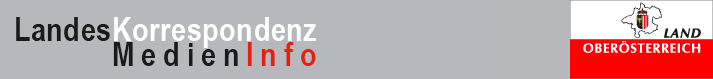 LandesKorrespondenz
MedienInfo
LAND
OBERÖSTERREICH